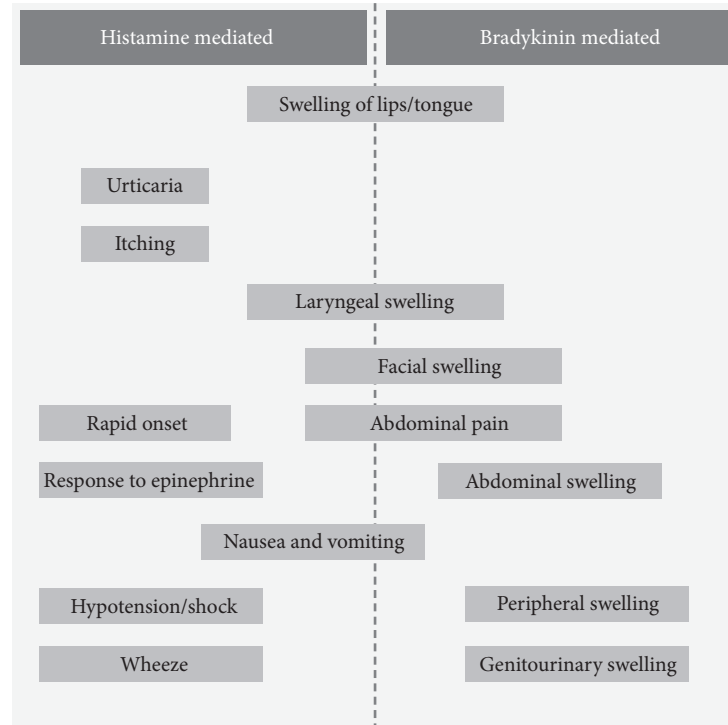 Histamine mediated
Bradykinin mediated
Swelling of lips/tongue
Urticaria
Itching
Laryngeal swelling
Facial swelling
Rapid onset
Abdominal pain
Response to epinephrine
Abdominal swelling
Nausea and vomiting
Hypotension/shock
Peripheral swelling
Wheeze
Genitourinary swelling